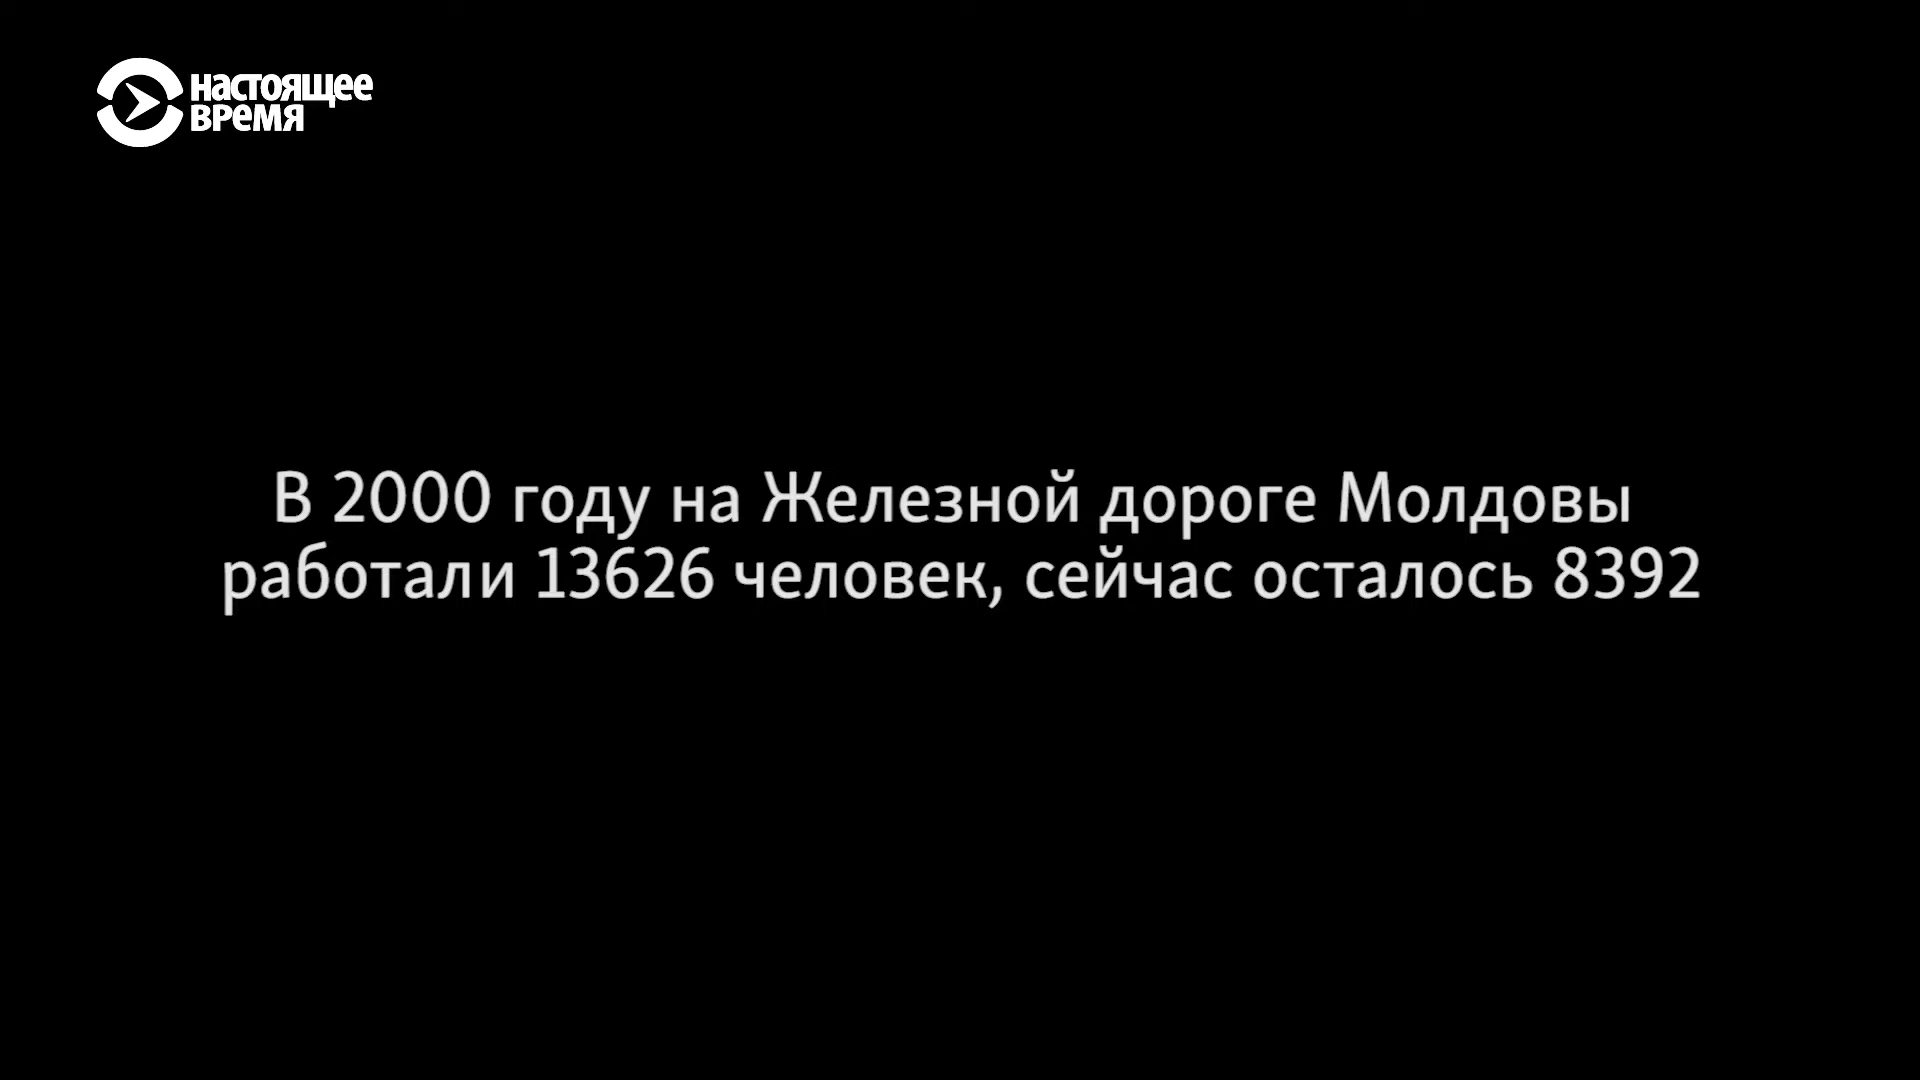 настоящее
время
В 2000 году на Железной дороге Молдовы
работали 13626 человек, сейчас осталось 8392